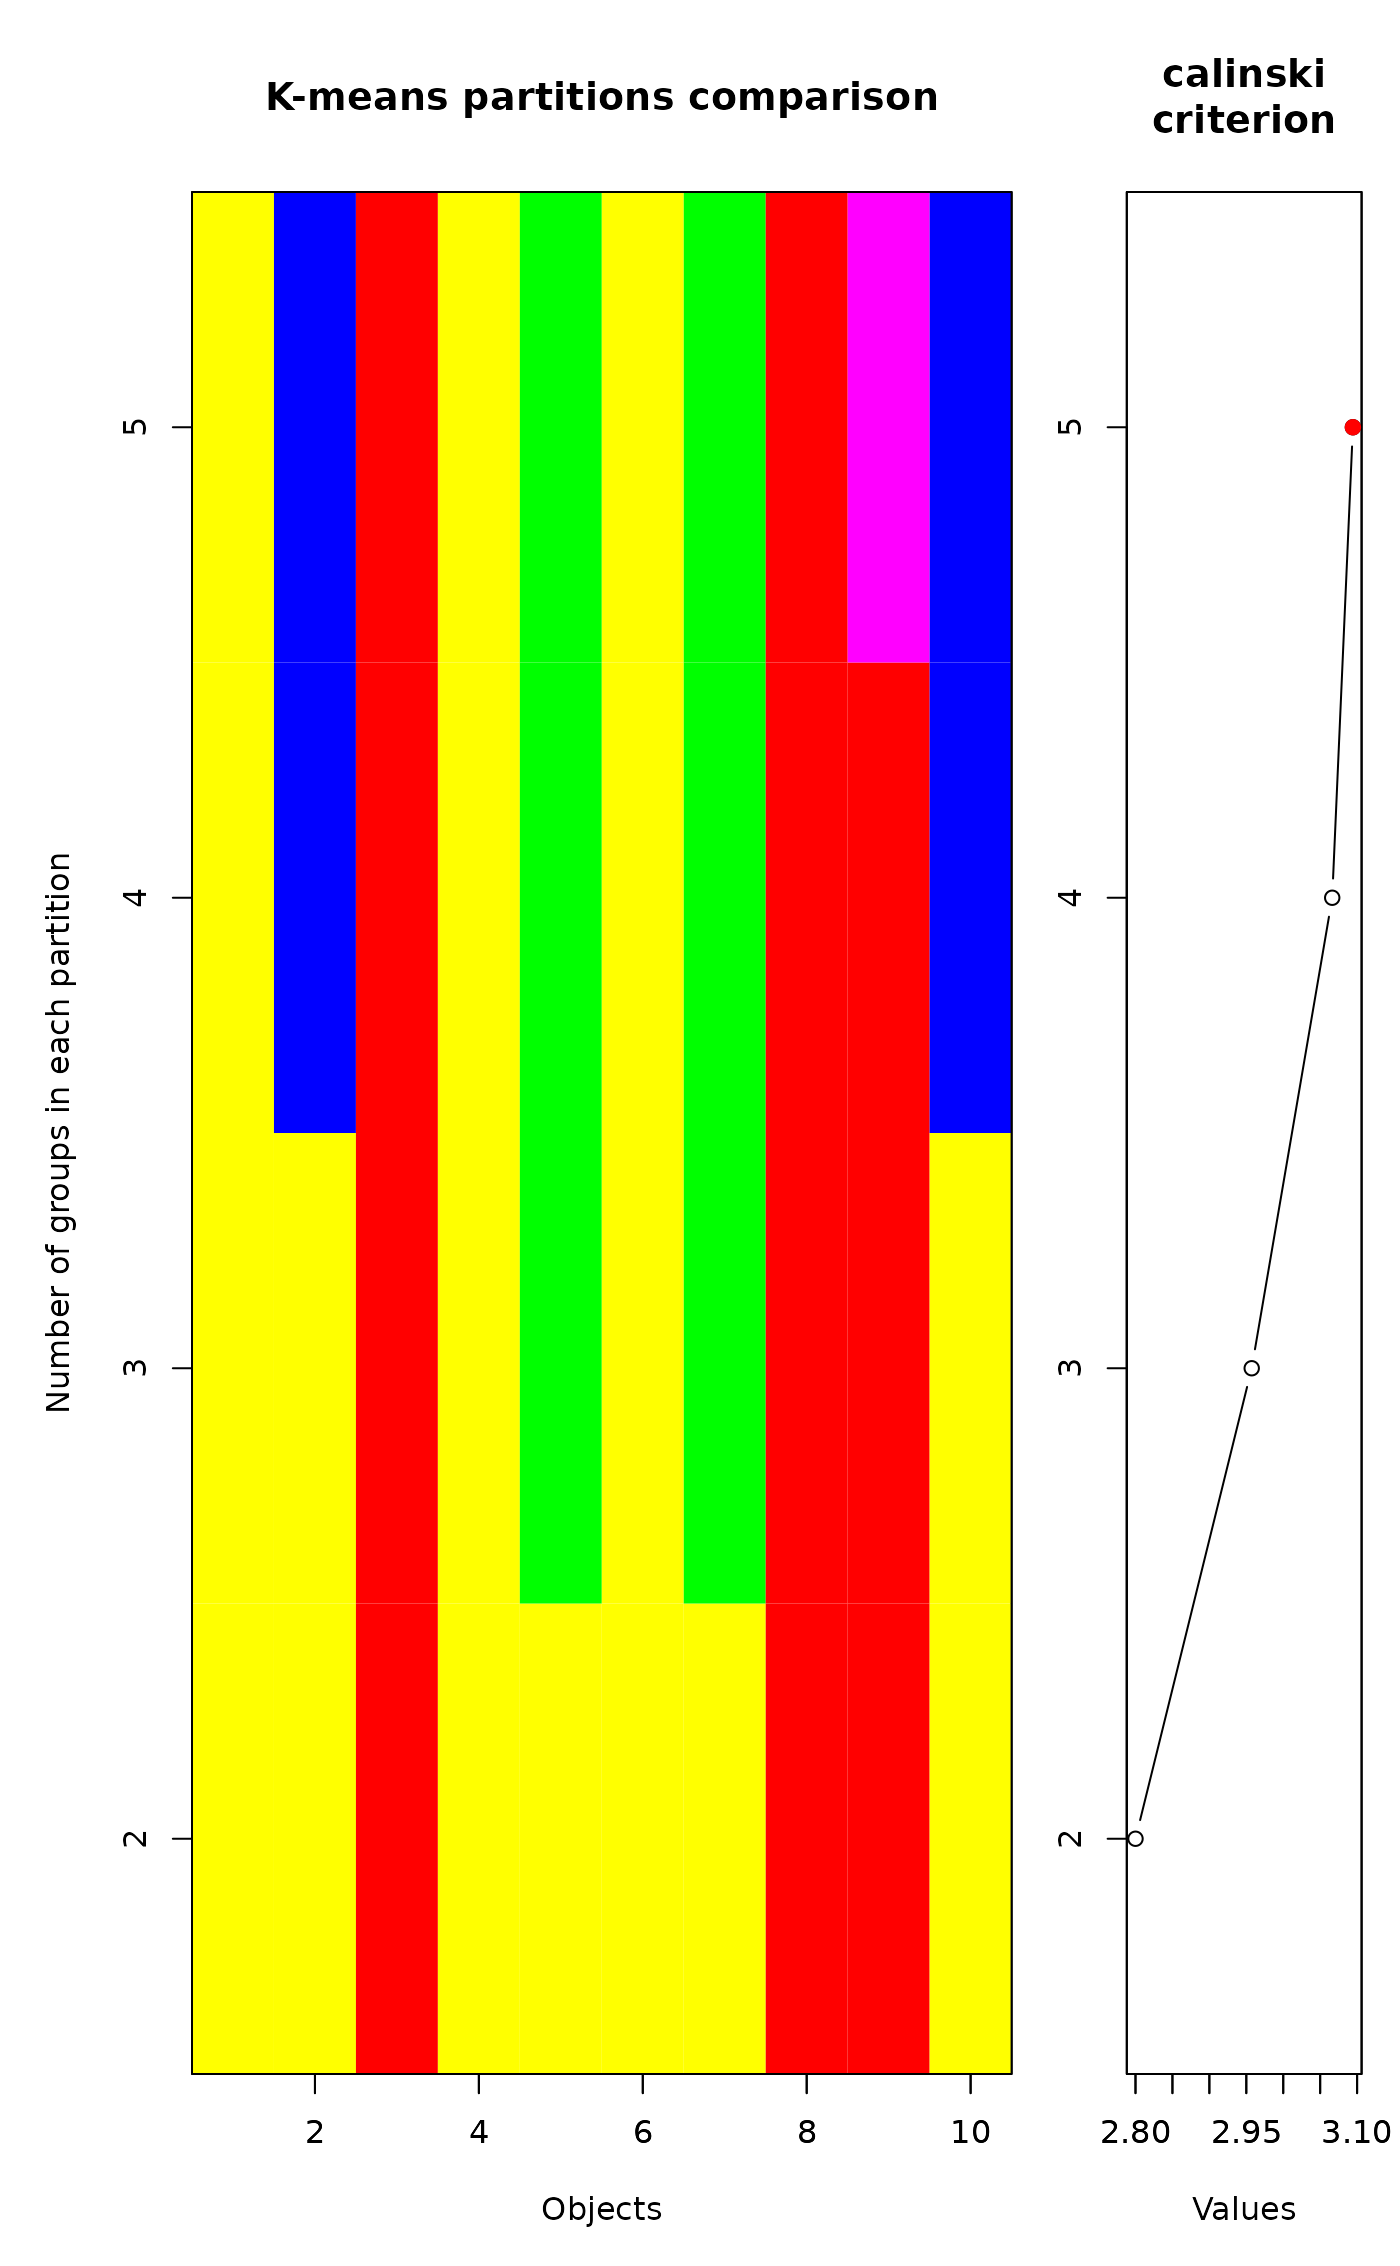 K-means partitions comparison
calinski
criterion
Number of groups in each partition
5
4
3
2
2 4 6 8 10
Objects
5
4
3
2
2.80 2.95 3.10
Values